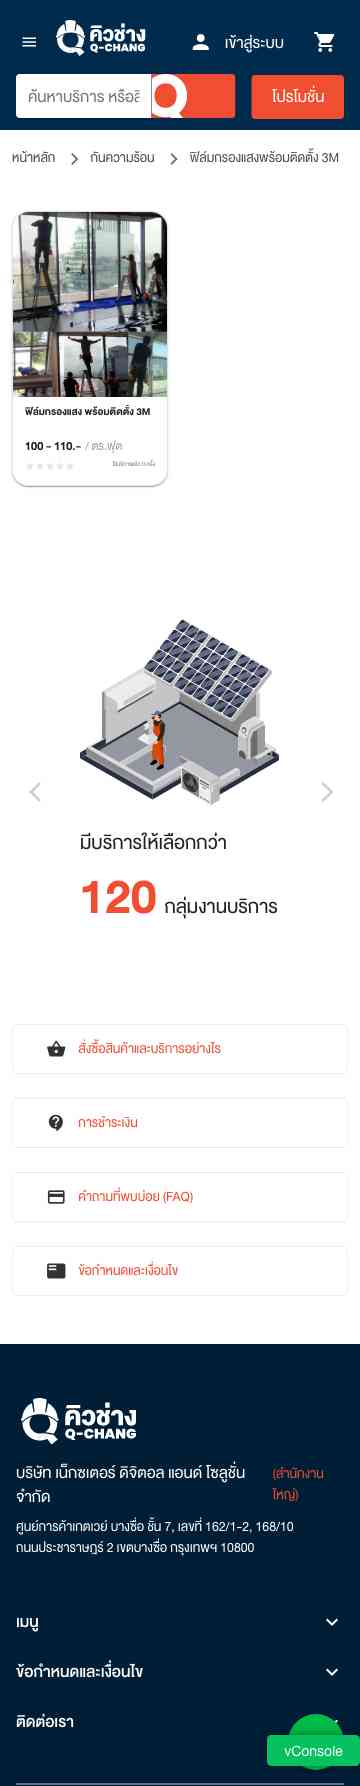 คิวช่าง
Q-CHANG
เข้าสู่ระบบ
ค้นหาบริการ หรือสิ
โปรโมชั่น
หน้าหลัก
กันความร้อน
ฟิล์มกรองแสงพร้อมติดตั้ง 3M
ฟิล์มกรองแสง พร้อมติดตั้ง 3M
100 - 110.- / ตร.ฟุต
มีบริการให้เลือกกว่า
120 กลุ่มงานบริการ
สั่งซื้อสินค้าและบริการอย่างไร
การชำระเงิน
คำถามที่พบบ่อย (FAQ)
ข้อกำหนดและเงื่อนไข
คิวช่าง
Q-CHANG
บริษัท เน็กซเตอร์ ดิจิตอล แอนด์ โซลูชั่น จำกัด
(สำนักงานใหญ่)
ศูนย์การค้าเกตเวย์ บางซื่อ ชั้น 7, เลขที่ 162/1-2, 168/10
ถนนประชาราษฎร์ 2 เขตบางซื่อ กรุงเทพฯ 10800
เมนู
ข้อกำหนดและเงื่อนไข
ติดต่อเรา
vConsole